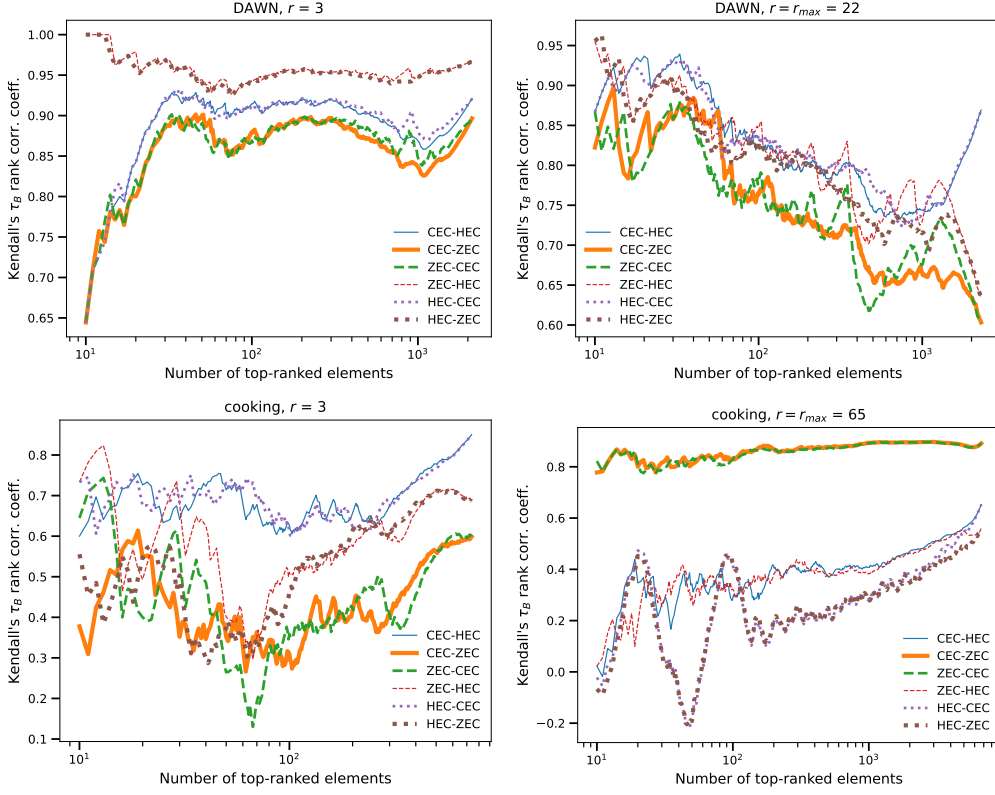 DAWN, r = 3
Kendall's τB rank corr. coeff.
1.00
0.95
0.90
0.85
0.80
0.75
0.70
0.65
CEC-HEC
CEC-ZEC
ZEC-CEC
ZEC-HEC
HEC-CEC
HEC-ZEC
10¹
10²
10³
Number of top-ranked elements
DAWN, r = rmax = 22
Kendall's τB rank corr. coeff.
0.95
0.90
0.85
0.80
0.75
0.70
0.65
0.60
CEC-HEC
CEC-ZEC
ZEC-CEC
ZEC-HEC
HEC-CEC
HEC-ZEC
10¹
10²
10³
Number of top-ranked elements
cooking, r = 3
Kendall's τB rank corr. coeff.
0.8
0.7
0.6
0.5
0.4
0.3
0.2
0.1
CEC-HEC
CEC-ZEC
ZEC-CEC
ZEC-HEC
HEC-CEC
HEC-ZEC
10¹
10²
Number of top-ranked elements
cooking, r = rmax = 65
Kendall's τB rank corr. coeff.
0.8
0.6
0.4
0.2
0.0
−0.2
CEC-HEC
CEC-ZEC
ZEC-CEC
ZEC-HEC
HEC-CEC
HEC-ZEC
10¹
10²
10³
Number of top-ranked elements